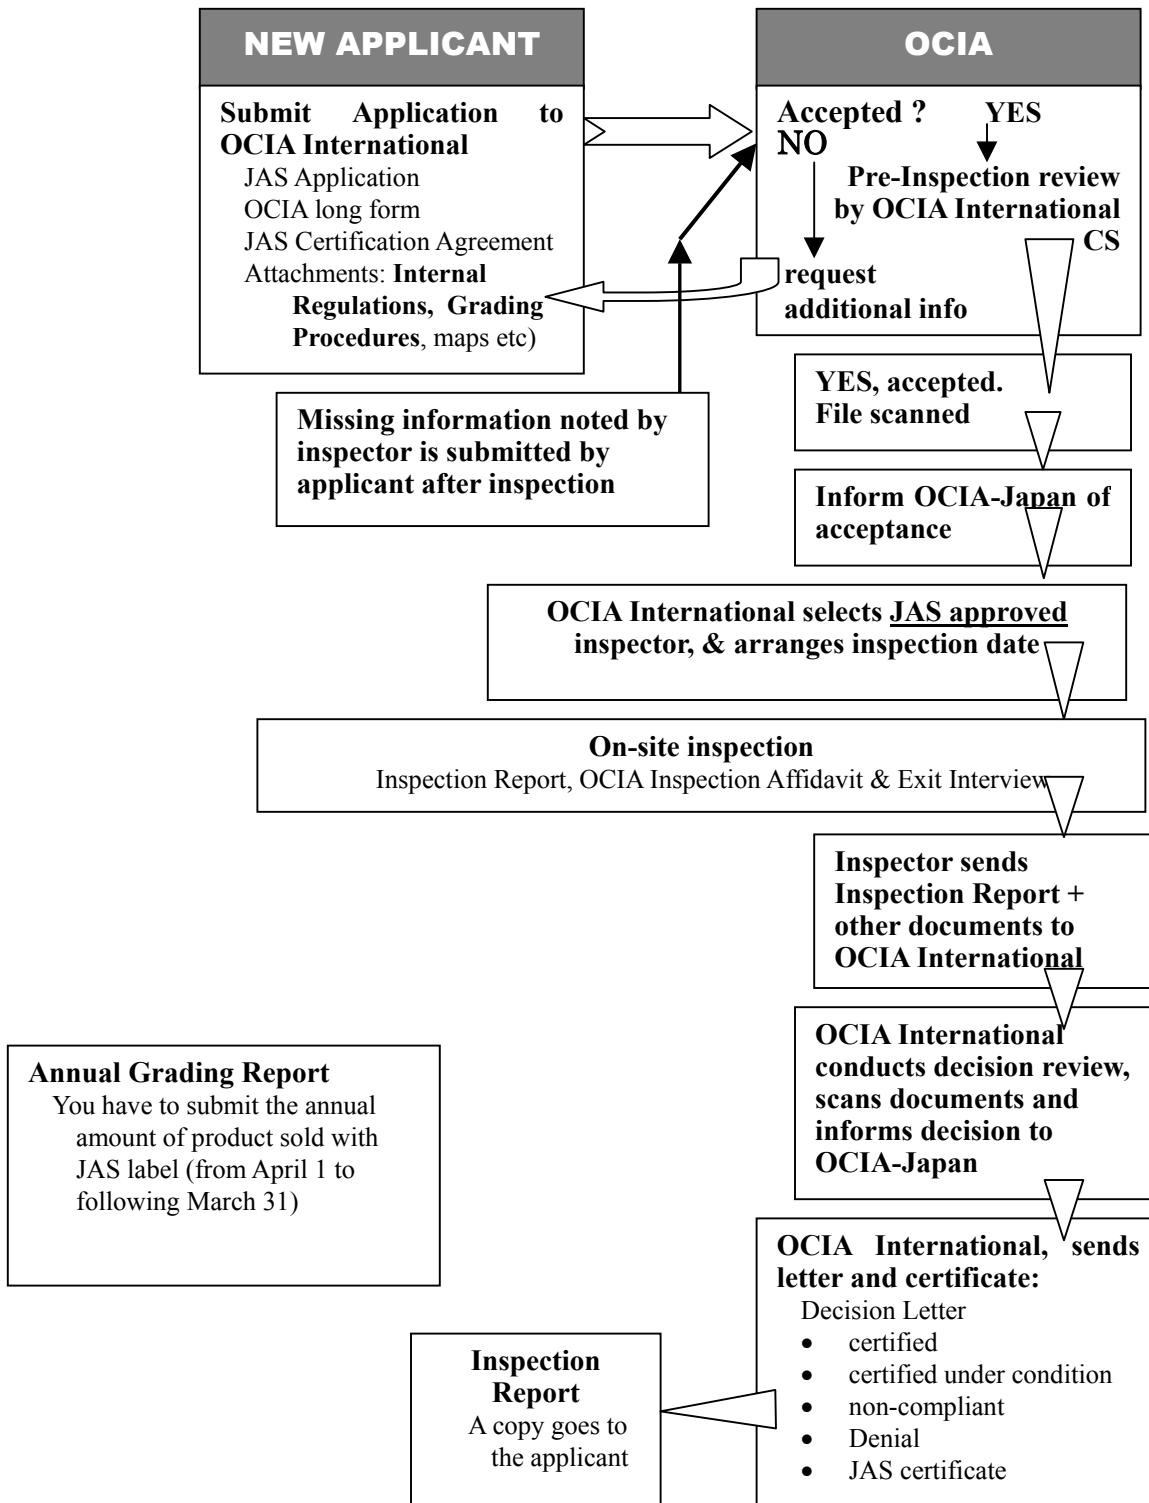 NEW APPLICANT
Submit Application to
OCIA International
JAS Application
OCIA long form
JAS Certification Agreement
Attachments: Internal
Regulations, Grading
Procedures, maps etc)
OCIA
Accepted ? YES
NO
Pre-Inspection review
by OCIA International
CS
request
additional info
Missing information noted by
inspector is submitted by
applicant after inspection
YES, accepted.
File scanned
Inform OCIA-Japan of
acceptance
OCIA International selects JAS approved
inspector, & arranges inspection date
On-site inspection
Inspection Report, OCIA Inspection Affidavit & Exit Interview
Inspector sends
Inspection Report +
other documents to
OCIA International
OCIA International
conducts decision review,
scans documents and
informs decision to
OCIA-Japan
Annual Grading Report
You have to submit the annual
amount of product sold with
JAS label (from April 1 to
following March 31)
OCIA International, sends
letter and certificate:
Decision Letter
• certified
• certified under condition
• non-compliant
• Denial
• JAS certificate
Inspection
Report
A copy goes to
the applicant